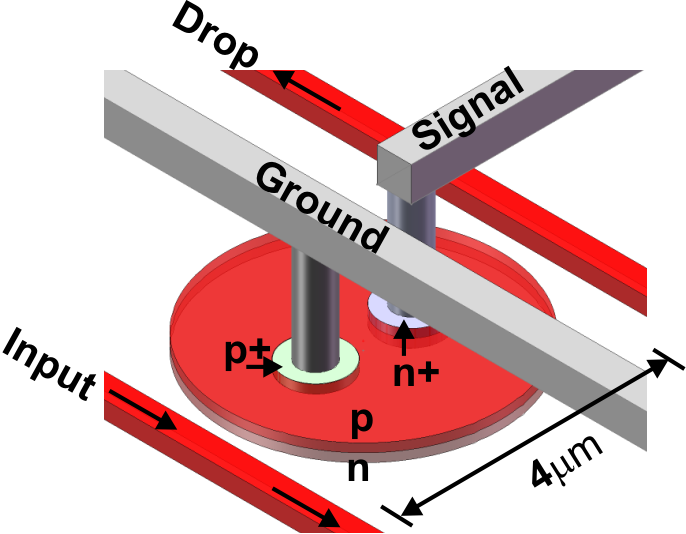 Drop
Signal
Ground
Input
p+
n+
p
n
4μm